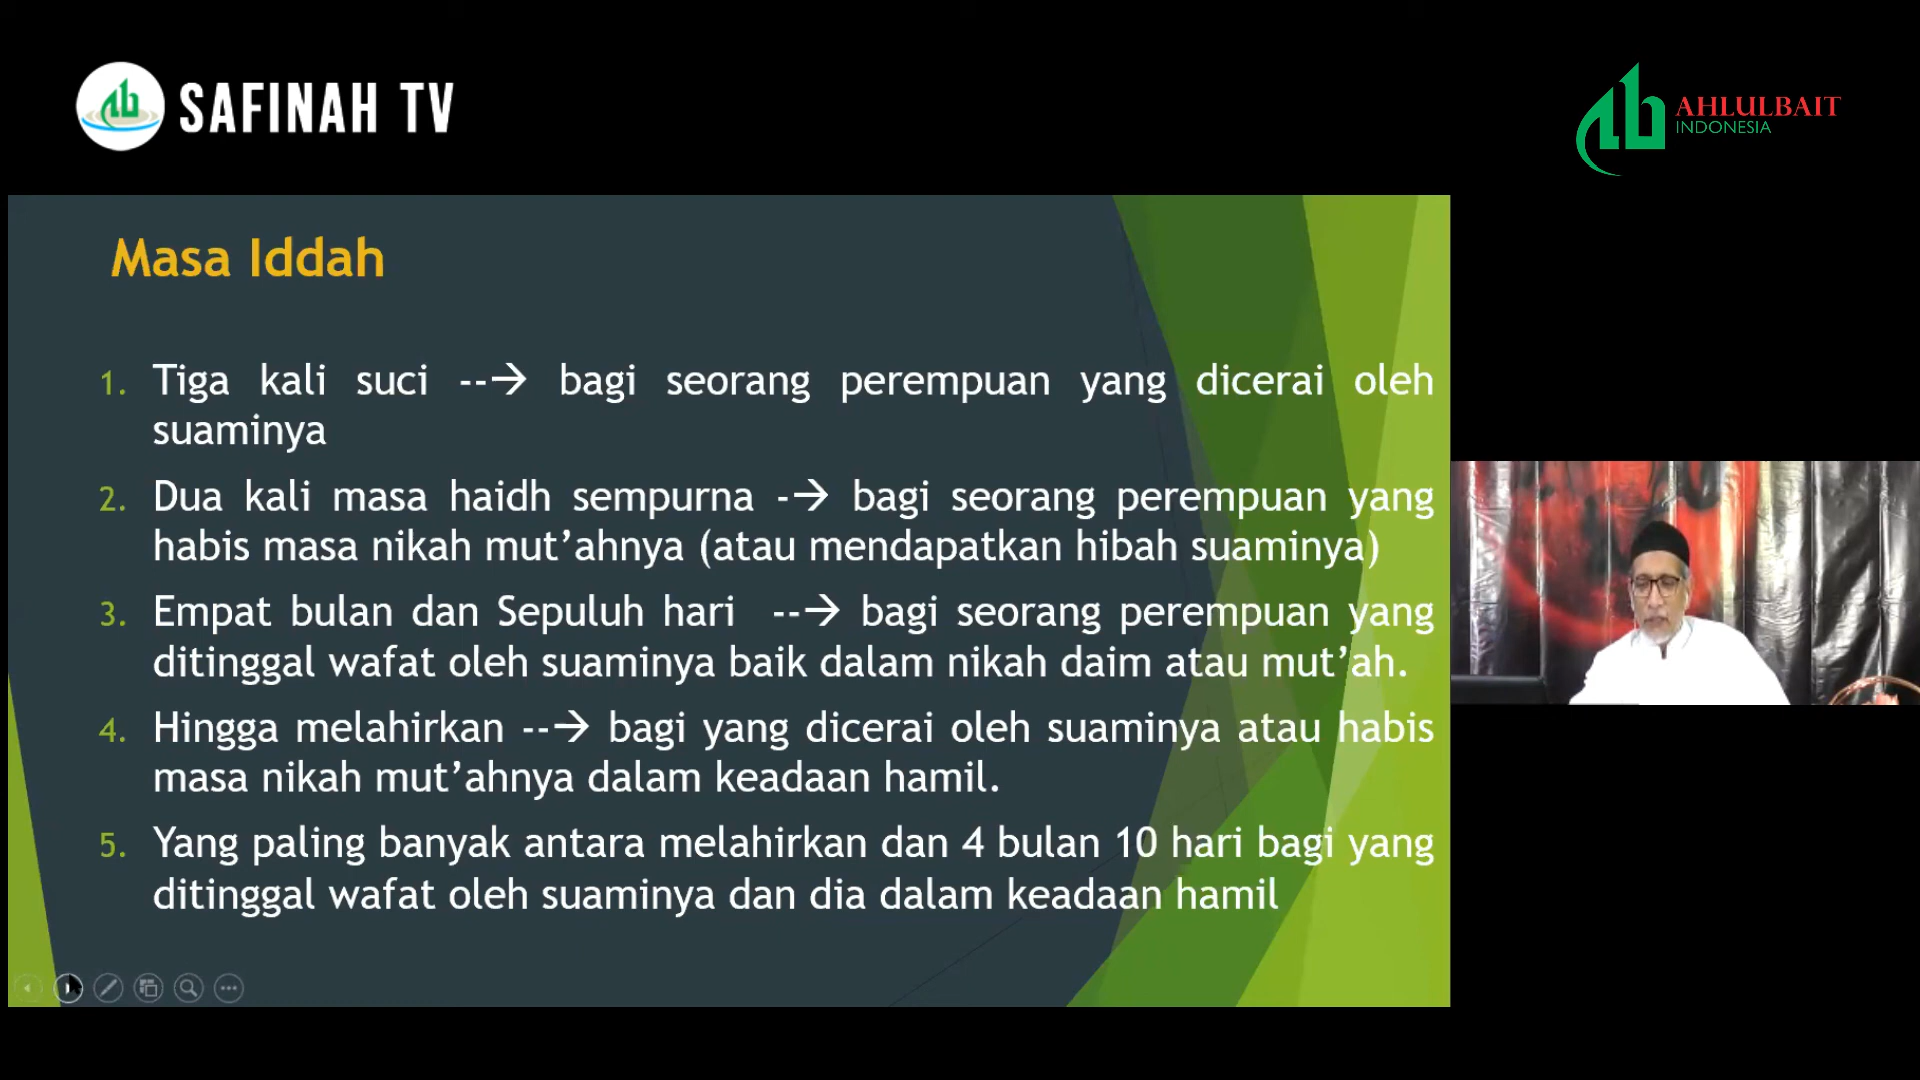 SAFINAH TV
AHLULBAIT
INDONESIA
Masa Iddah
1. Tiga kali suci --→ bagi seorang perempuan yang dicerai oleh
suaminya
2. Dua kali masa haidh sempurna -→ bagi seorang perempuan yang
habis masa nikah mut’ahnya (atau mendapatkan hibah suaminya)
3. Empat bulan dan Sepuluh hari --→ bagi seorang perempuan yang
ditinggal wafat oleh suaminya baik dalam nikah daim atau mut’ah.
4. Hingga melahirkan --→ bagi yang dicerai oleh suaminya atau habis
masa nikah mut’ahnya dalam keadaan hamil.
5. Yang paling banyak antara melahirkan dan 4 bulan 10 hari bagi yang
ditinggal wafat oleh suaminya dan dia dalam keadaan hamil